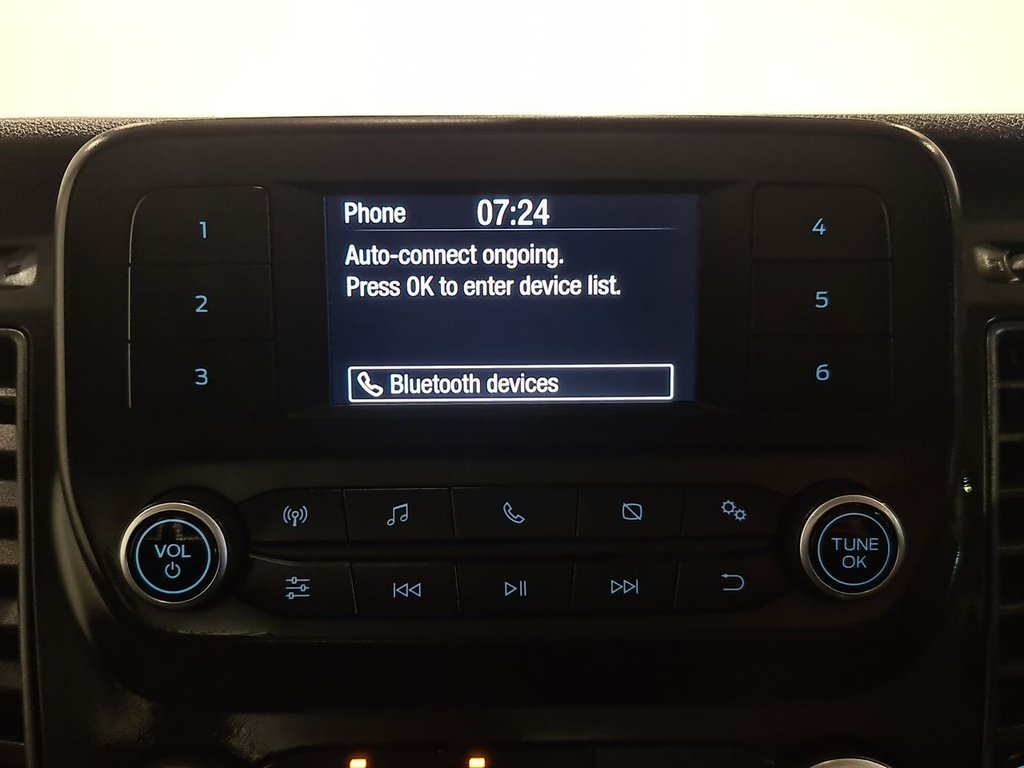 Phone 07:24
Auto-connect ongoing.
Press OK to enter device list.
Bluetooth devices
1
2
3
4
5
6
VOL
TUNE
OK